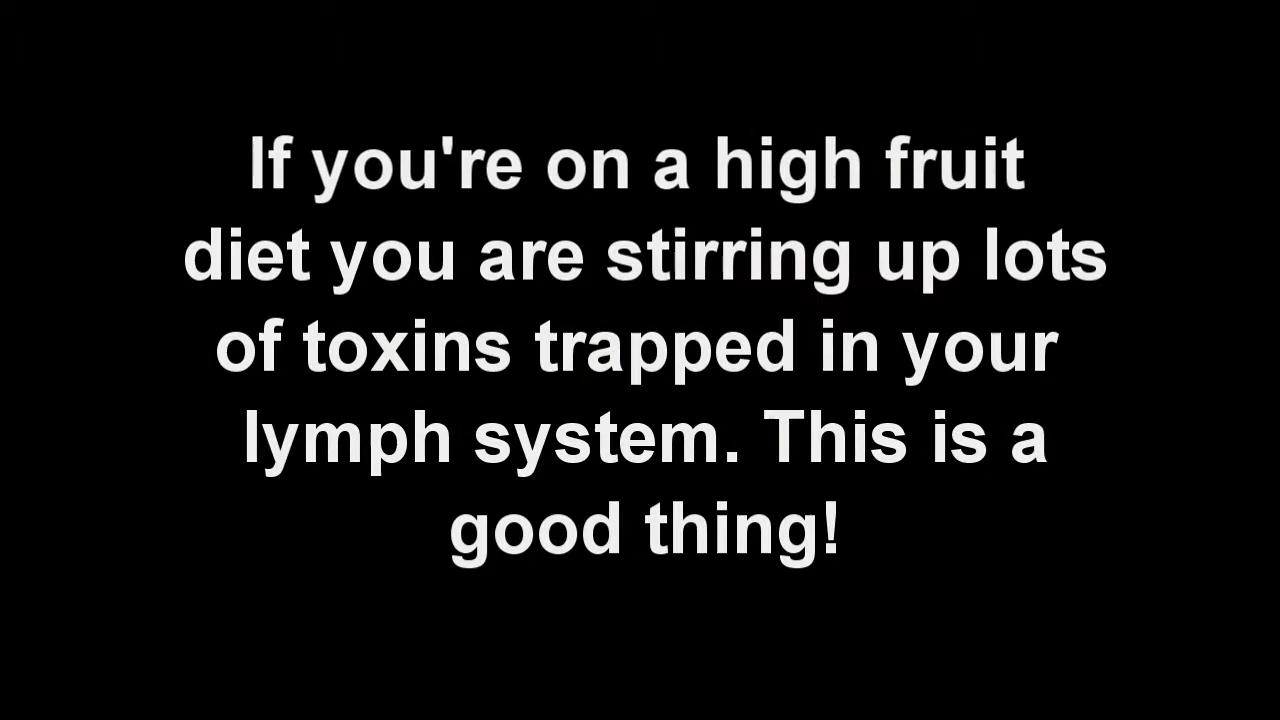 If you're on a high fruit
diet you are stirring up lots
of toxins trapped in your
lymph system. This is a
good thing!